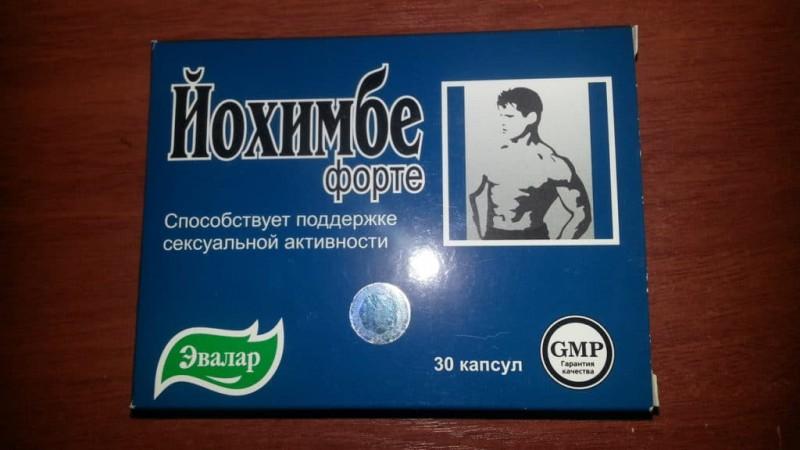 Йохимбе
форте
Способствует поддержке
сексуальной активности
Эвалар
30 капсул
GMP
Гарантия
качества